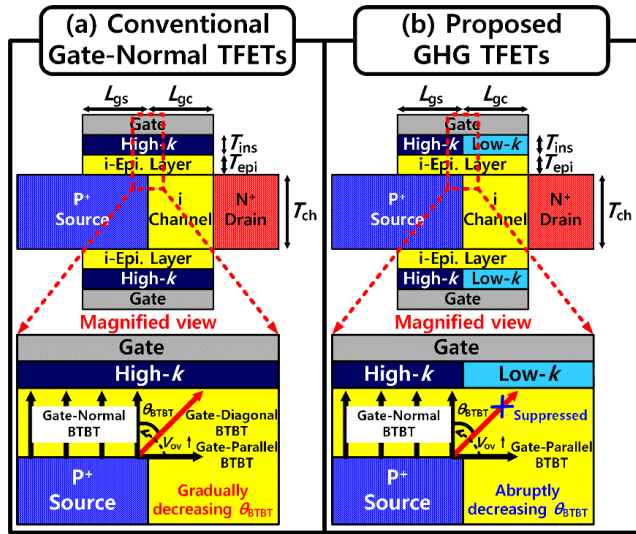 (a) Conventional
Gate-Normal TFETs
Lgs Lgc
Gate
High-k
Tins
i-Epi. Layer
Tepi
P+
Source
i
Channel
N+
Drain
Tch
i-Epi. Layer
High-k
Gate
Magnified view
Gate
High-k
Gate-Normal
BTBT
θBTBT
Gate-Diagonal
BTBT
Vov ↑
Gate-Parallel
BTBT
P+
Source
Gradually
decreasing θBTBT
(b) Proposed
GHG TFETs
Lgs Lgc
Gate
High-k Low-k
Tins
i-Epi. Layer
Tepi
P+
Source
i
Channel
N+
Drain
Tch
i-Epi. Layer
High-k Low-k
Gate
Magnified view
Gate
High-k Low-k
Gate-Normal
BTBT
θBTBT
Suppressed
Vov ↑
Gate-Parallel
BTBT
P+
Source
Abruptly
decreasing θBTBT